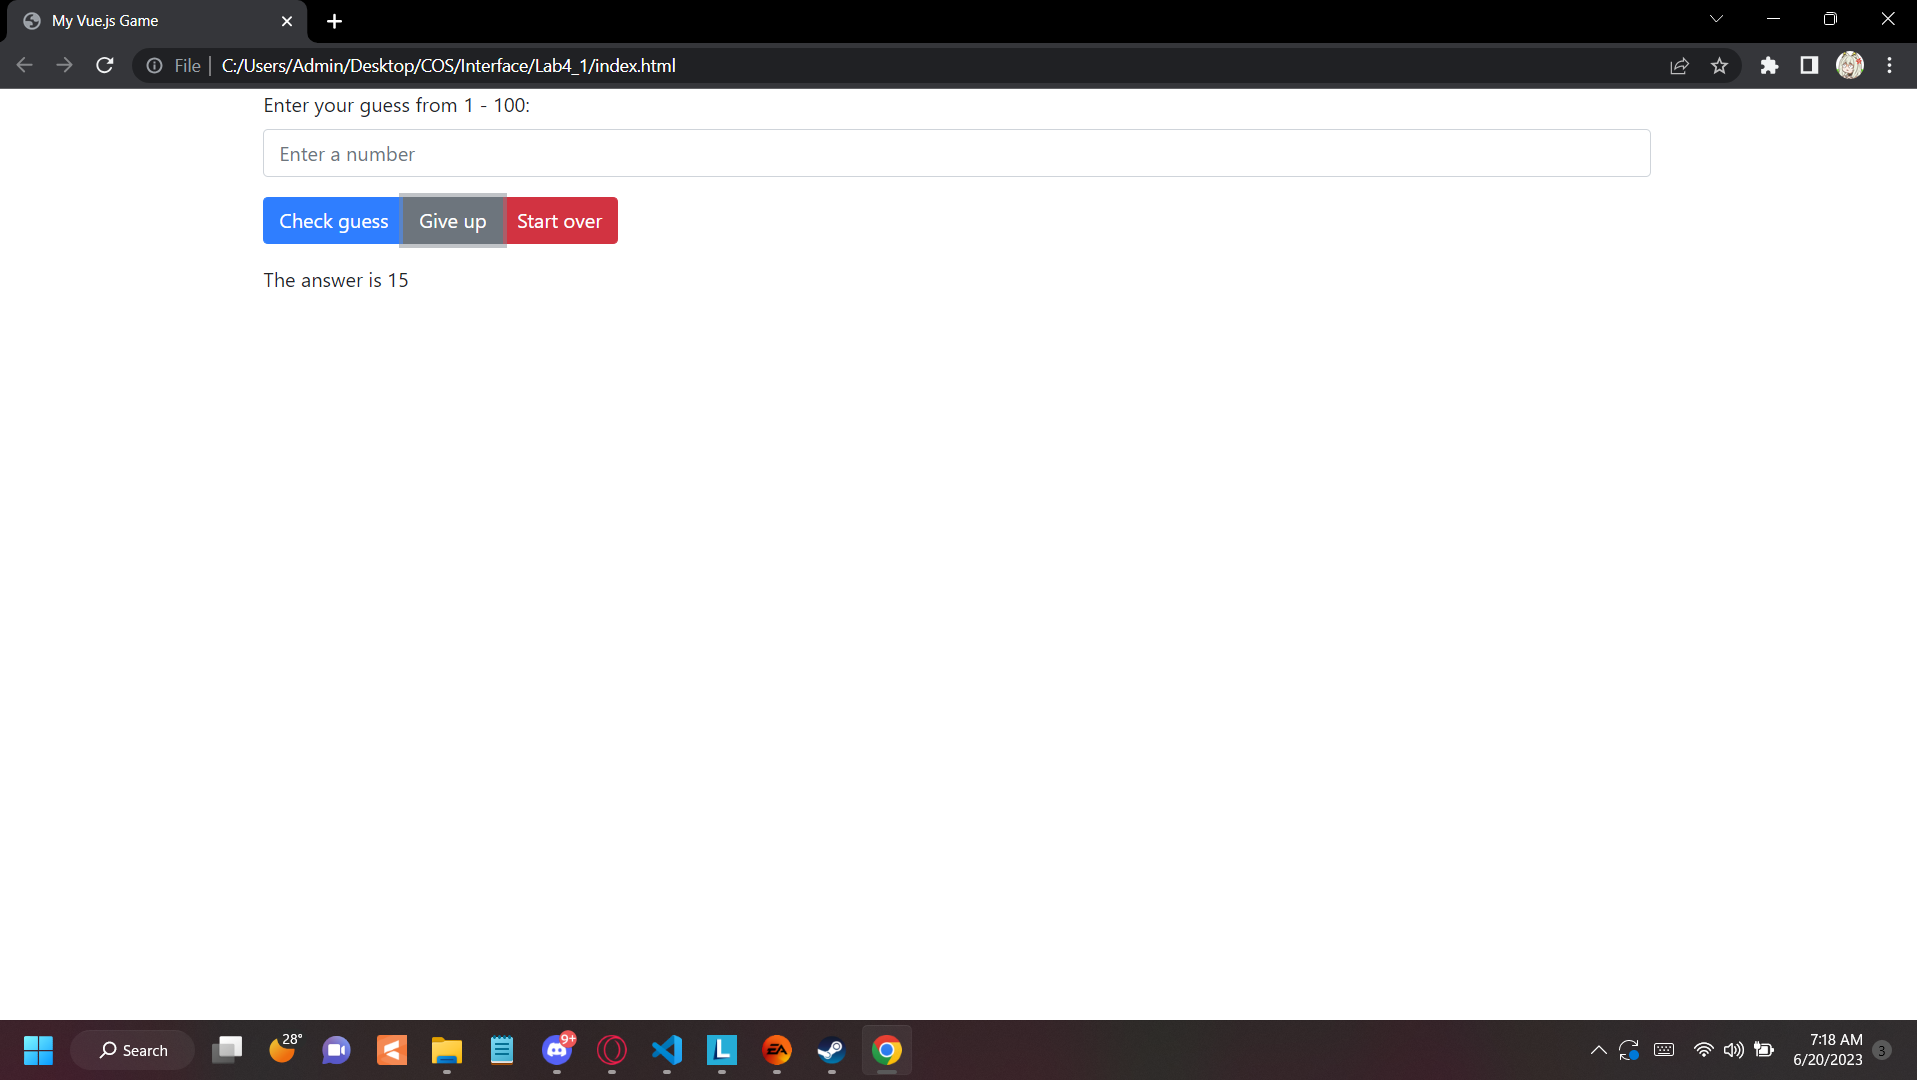 My Vue.js Game
File | C:/Users/Admin/Desktop/COS/Interface/Lab4_1/index.html
Enter your guess from 1 - 100:
Enter a number
Check guess
Give up
Start over
The answer is 15
Search
28°
9+
L
EA
7:18 AM
6/20/2023
3